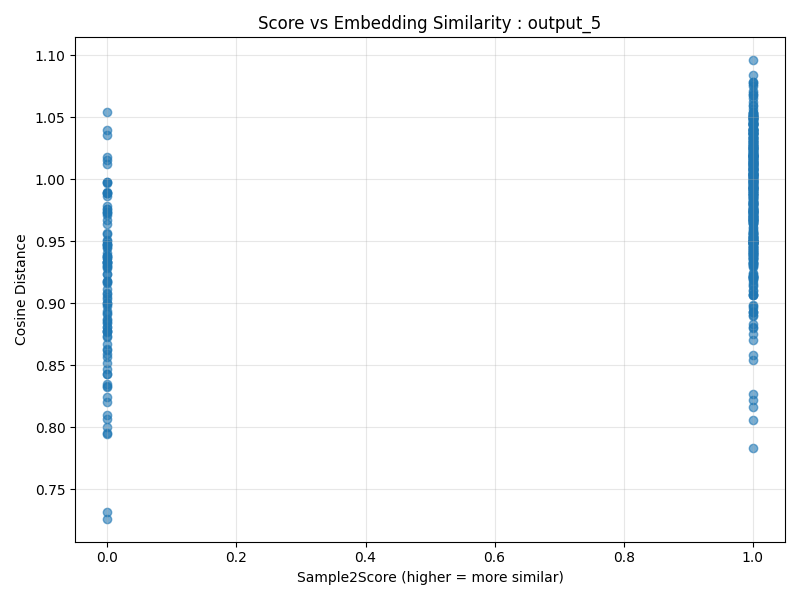 Score vs Embedding Similarity : output_5
1.10
1.05
1.00
0.95
0.90
0.85
0.80
0.75
Cosine Distance
0.0 0.2 0.4 0.6 0.8 1.0
Sample2Score (higher = more similar)